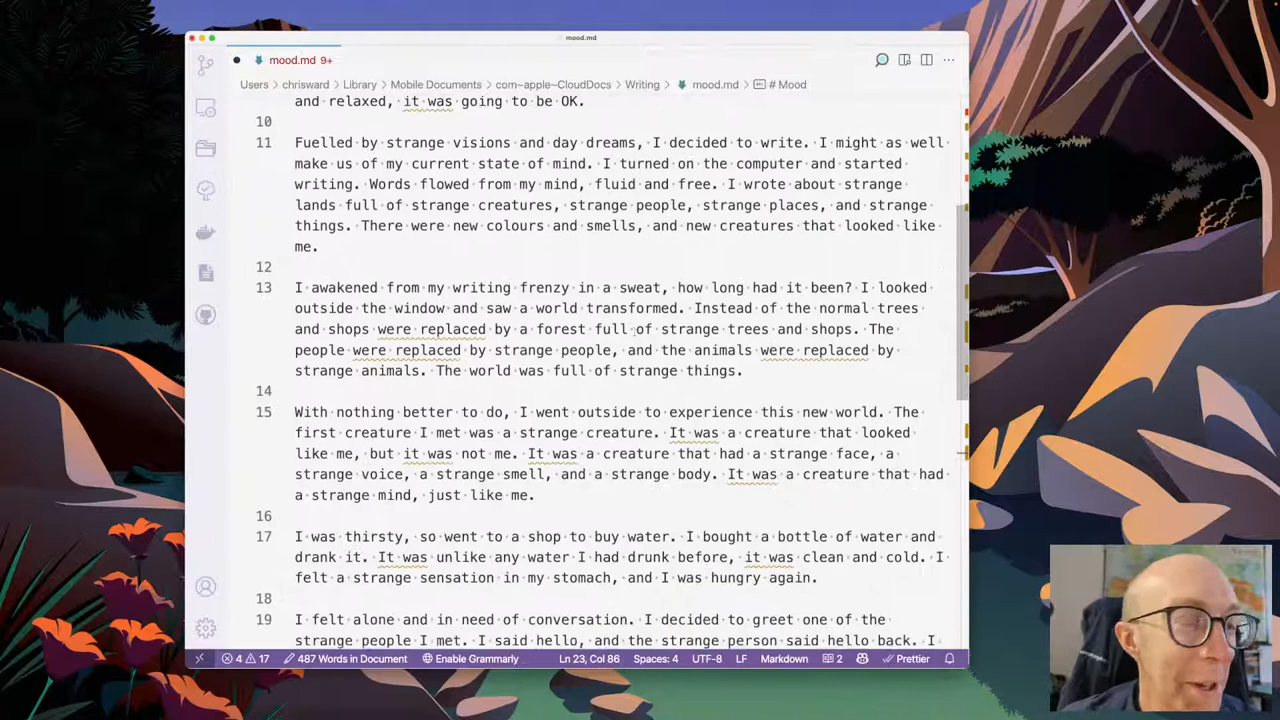 mood.md
mood.md 9+
Users > chrisward > Library > Mobile Documents > com~apple~CloudDocs > Writing > mood.md > # Mood
and relaxed, it was going to be OK.
10
11 Fuelled by strange visions and day dreams, I decided to write. I might as well
make us of my current state of mind. I turned on the computer and started
writing. Words flowed from my mind, fluid and free. I wrote about strange
lands full of strange creatures, strange people, strange places, and strange
things. There were new colours and smells, and new creatures that looked like
me.
12
13 I awakened from my writing frenzy in a sweat, how long had it been? I looked
outside the window and saw a world transformed. Instead of the normal trees
and shops were replaced by a forest full of strange trees and shops. The
people were replaced by strange people, and the animals were replaced by
strange animals. The world was full of strange things.
14
15 With nothing better to do, I went outside to experience this new world. The
first creature I met was a strange creature. It was a creature that looked
like me, but it was not me. It was a creature that had a strange face, a
strange voice, a strange smell, and a strange body. It was a creature that had
a strange mind, just like me.
16
17 I was thirsty, so went to a shop to buy water. I bought a bottle of water and
drank it. It was unlike any water I had drunk before, it was clean and cold. I
felt a strange sensation in my stomach, and I was hungry again.
18
19 I felt alone and in need of conversation. I decided to greet one of the
strange people I met. I said hello, and the strange person said hello back. I
4 17 487 Words in Document Enable Grammarly Ln 23, Col 86 Spaces: 4 UTF-8 LF Markdown 2 Prettier